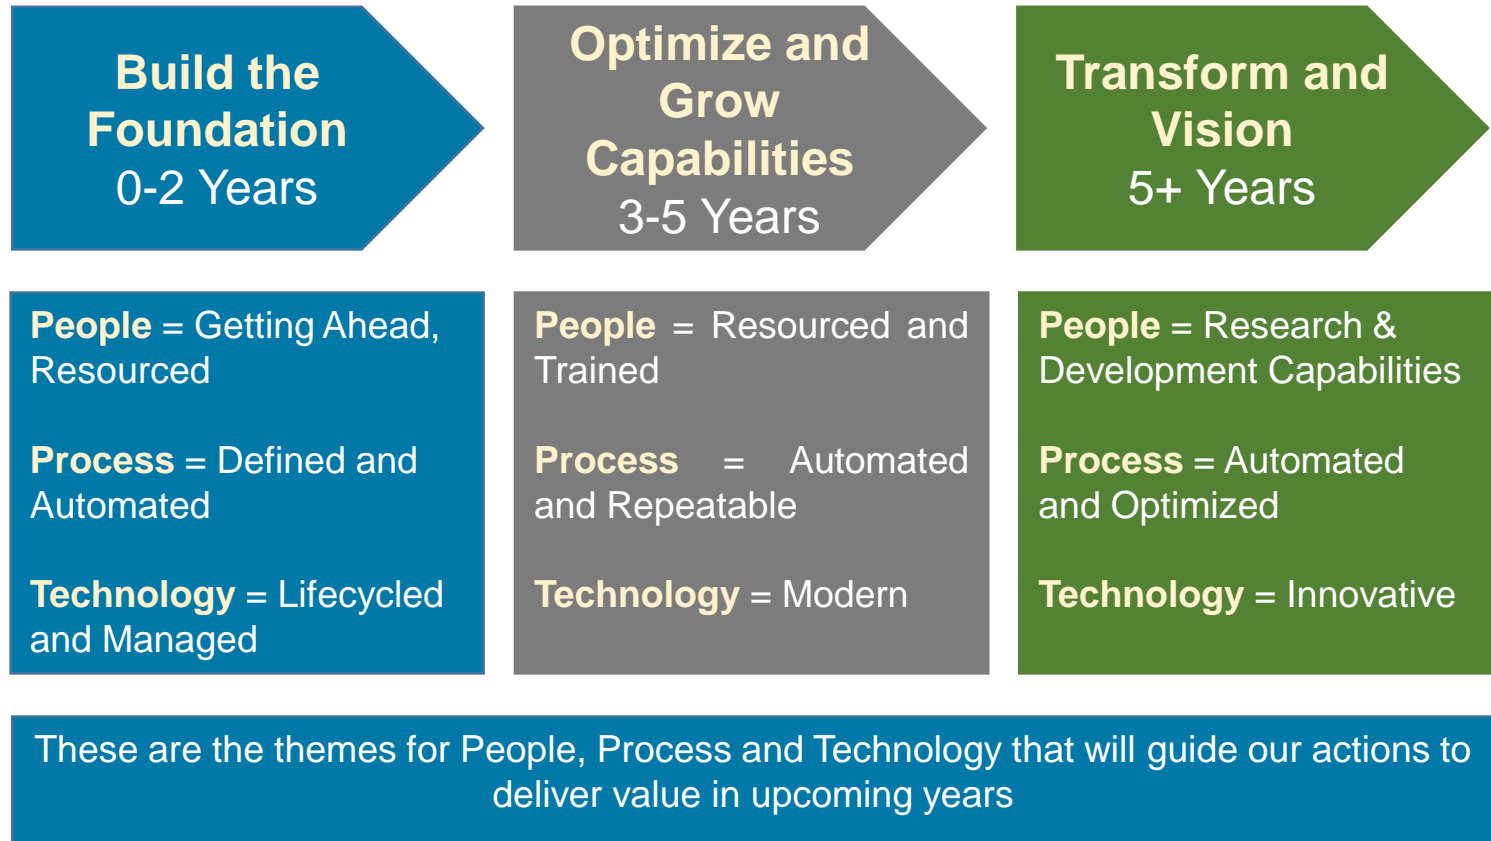 Build the
Foundation
0-2 Years
Optimize and
Grow
Capabilities
3-5 Years
Transform and
Vision
5+ Years
People = Getting Ahead,
Resourced
Process = Defined and
Automated
Technology = Lifecycled
and Managed
People = Resourced and
Trained
Process = Automated
and Repeatable
Technology = Modern
People = Research &
Development Capabilities
Process = Automated
and Optimized
Technology = Innovative
These are the themes for People, Process and Technology that will guide our actions to
deliver value in upcoming years